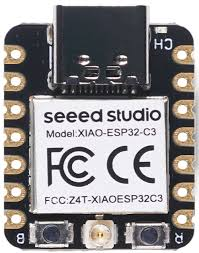 CH
seeed studio
Model:XIAO-ESP32-C3
FC CE
FCC:Z4T-XIAOESP32C3
B
R